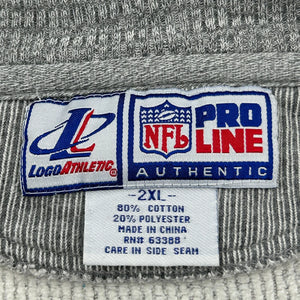 LOGO ATHLETIC®
NFL
PRO
LINE
AUTHENTIC
-2XL-
80% COTTON
20% POLYESTER
MADE IN CHINA
RN# 63388
CARE IN SIDE SEAM